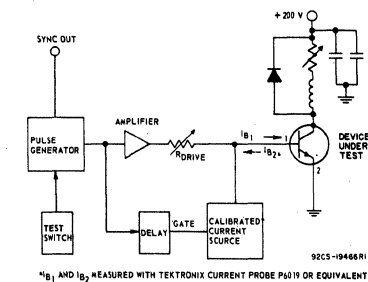 + 200 V
SYNC OUT
AMPLIFIER
PULSE
GENERATOR
R DRIVE
IB1
IB2*
1
2
DEVICE
UNDER
TEST
TEST
SWITCH
DELAY
GATE
CALIBRATED
CURRENT
SOURCE
92CS-19466R1
*IB1 AND IB2 MEASURED WITH TEKTRONIX CURRENT PROBE P6019 OR EQUIVALENT